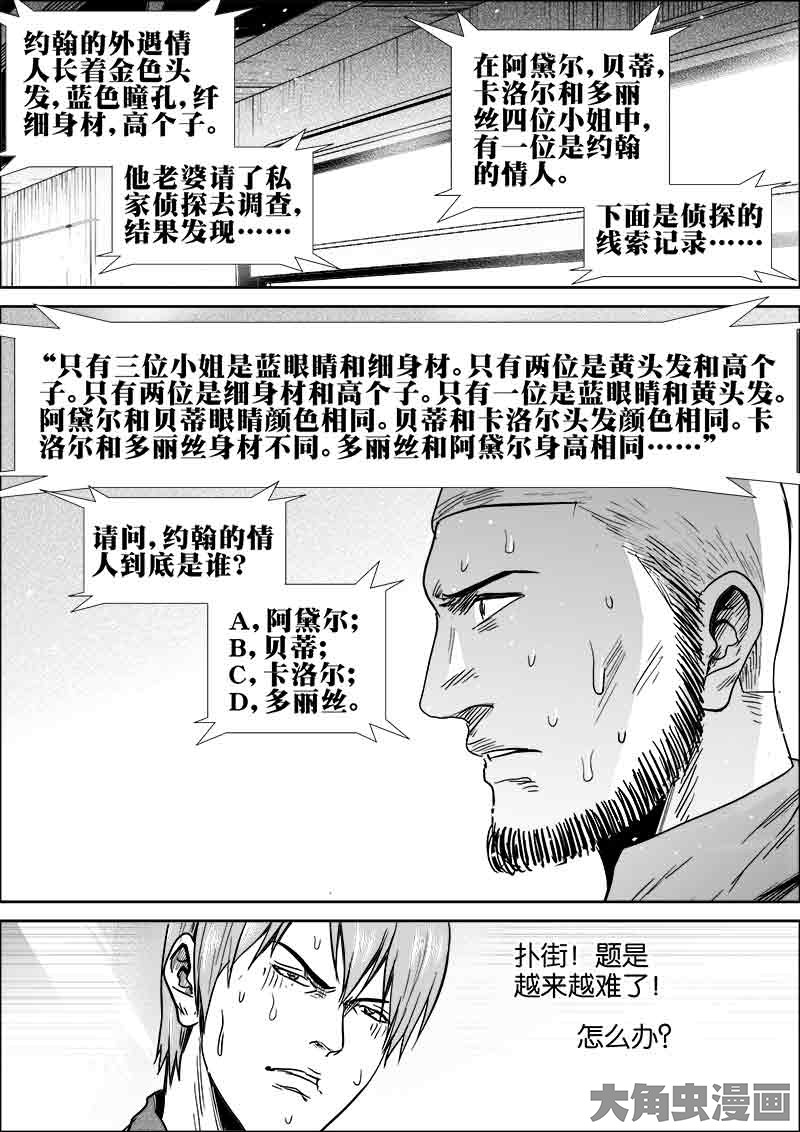 约翰的外遇情
人长着金色头
发，蓝色瞳孔，纤
细身材，高个子。
他老婆请了私
家侦探去调查，
结果发现……
在阿黛尔，贝蒂，
卡洛尔和多丽
丝四位小姐中，
有一位是约翰
的情人。
下面是侦探的
线索记录……
“只有三位小姐是蓝眼睛和细身材。只有两位是黄头发和高个
子。只有两位是细身材和高个子。只有一位是蓝眼睛和黄头发。
阿黛尔和贝蒂眼睛颜色相同。贝蒂和卡洛尔头发颜色相同。卡
洛尔和多丽丝身材不同。多丽丝和阿黛尔身高相同……”
请问，约翰的情
人到底是谁？
A，阿黛尔；
B，贝蒂；
C，卡洛尔；
D，多丽丝。
扑街！题是
越来越难了！
怎么办？
大角虫漫画